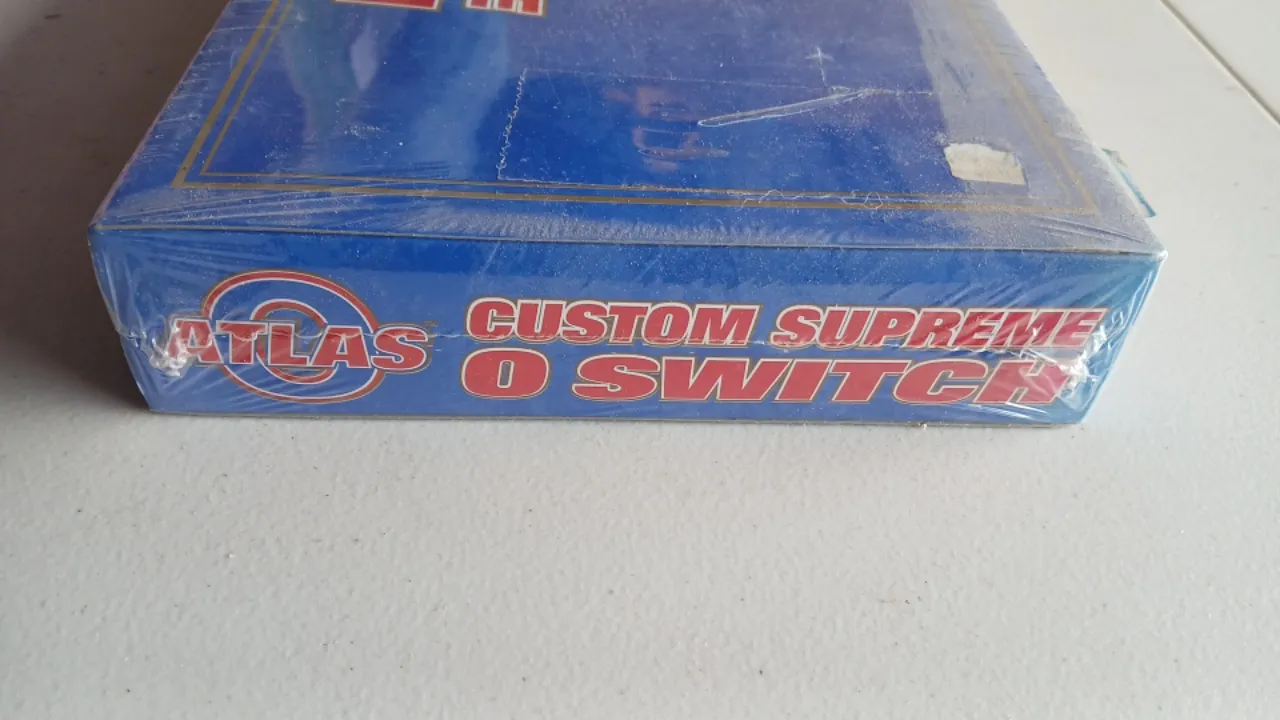 ATLAS
CUSTOM SUPREME
O SWITCH